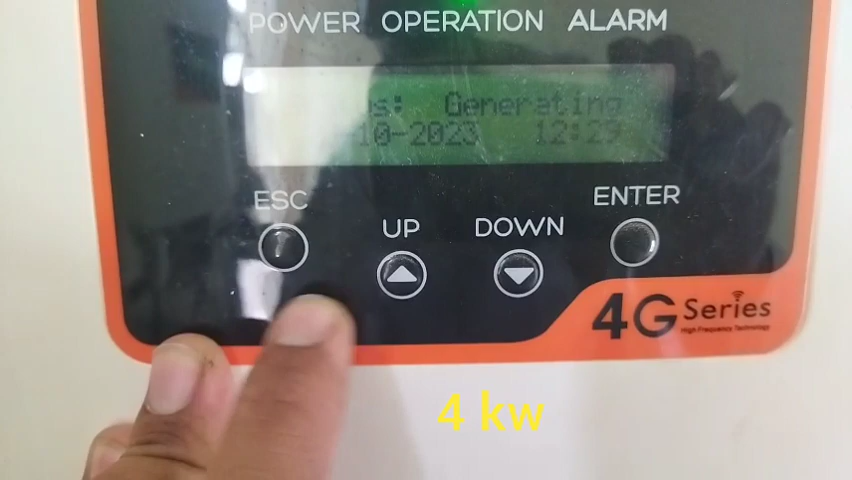 POWER OPERATION ALARM
Generating
-10-2023 12:29
ESC
UP
DOWN
ENTER
4G Series
High Frequency Technology
4 kw